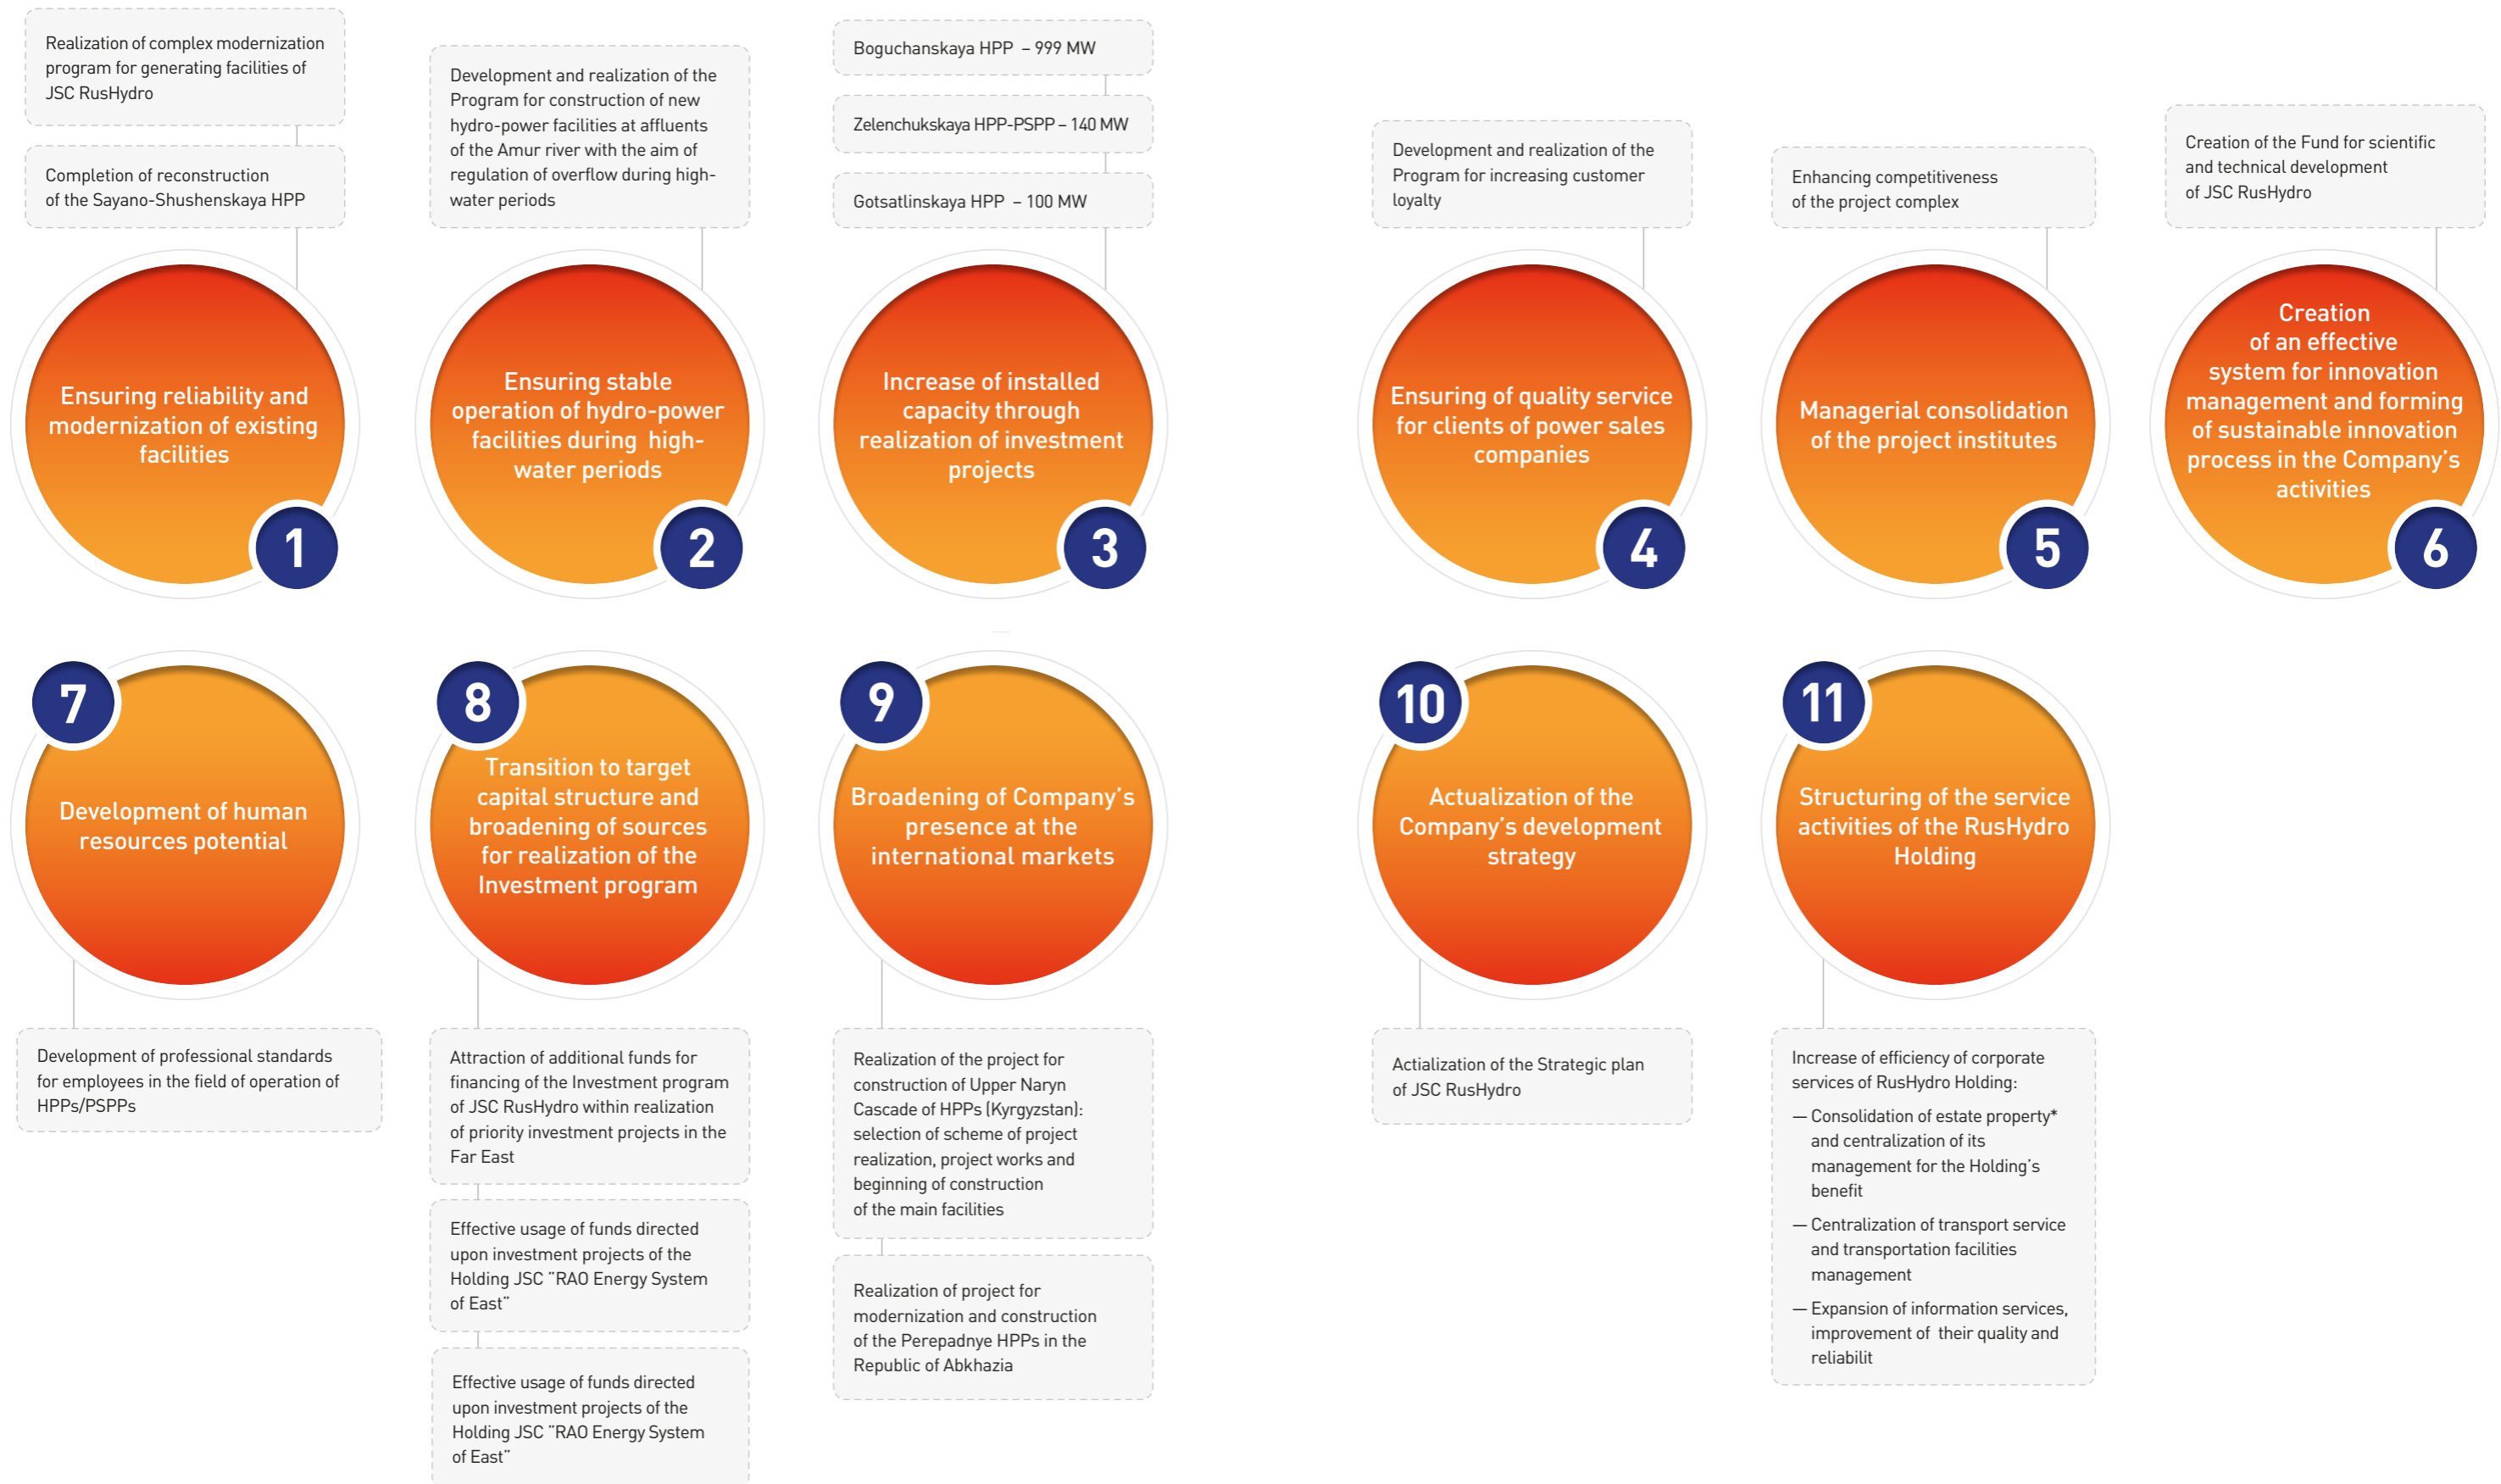 Realization of complex modernization
program for generating facilities of
JSC RusHydro
Completion of reconstruction
of the Sayano-Shushenskaya HPP
Ensuring reliability and
modernization of existing
facilities
1
Development and realization of the
Program for construction of new
hydro-power facilities at affluents
of the Amur river with the aim of
regulation of overflow during high-
water periods
Ensuring stable
operation of hydro-power
facilities during high-
water periods
2
Boguchanskaya HPP – 999 MW
Zelenchukskaya HPP-PSPP – 140 MW
Gotsatlinskaya HPP – 100 MW
Increase of installed
capacity through
realization of investment
projects
3
Development and realization of the
Program for increasing customer
loyalty
Ensuring of quality service
for clients of power sales
companies
4
Enhancing competitiveness
of the project complex
Managerial consolidation
of the project institutes
5
Creation of the Fund for scientific
and technical development
of JSC RusHydro
Creation
of an effective
system for innovation
management and forming
of sustainable innovation
process in the Company's
activities
6
7
Development of human
resources potential
Development of professional standards
for employees in the field of operation of
HPPs/PSPPs
8
Transition to target
capital structure and
broadening of sources
for realization of the
Investment program
Attraction of additional funds for
financing of the Investment program
of JSC RusHydro within realization
of priority investment projects in the
Far East
Effective usage of funds directed
upon investment projects of the
Holding JSC "RAO Energy System
of East"
Effective usage of funds directed
upon investment projects of the
Holding JSC "RAO Energy System
of East"
9
Broadening of Company's
presence at the
international markets
Realization of the project for
construction of Upper Naryn
Cascade of HPPs (Kyrgyzstan):
selection of scheme of project
realization, project works and
beginning of construction
of the main facilities
Realization of project for
modernization and construction
of the Perepadnye HPPs in the
Republic of Abkhazia
10
Actualization of the
Company's development
strategy
Actialization of the Strategic plan
of JSC RusHydro
11
Structuring of the service
activities of the RusHydro
Holding
Increase of efficiency of corporate
services of RusHydro Holding:
— Consolidation of estate property*
and centralization of its
management for the Holding's
benefit
— Centralization of transport service
and transportation facilities
management
— Expansion of information services,
improvement of their quality and
reliabilit